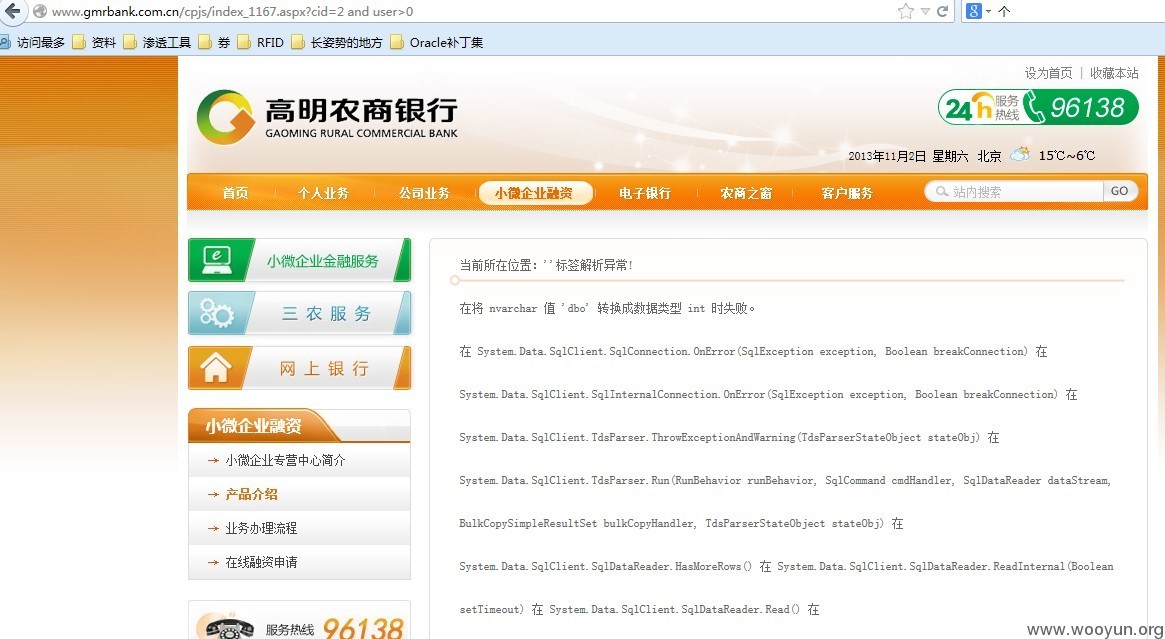 www.gmrbank.com.cn/cpjs/index_1167.aspx?cid=2 and user>0
个
访问最多 资料 渗透工具 券 RFID 长姿势的地方 Oracle补丁集
设为首页 | 收藏本站
高明农商银行
GAOMING RURAL COMMERCIAL BANK
24h 服务热线 96138
2013年11月2日 星期六 北京 15℃~6℃
首页 个人业务 公司业务 小微企业融资 电子银行 农商之窗 客户服务 站内搜索 GO
小微企业金融服务
三农服务
网上银行
小微企业融资
→ 小微企业专营中心简介
→ 产品介绍
→ 业务办理流程
→ 在线融资申请
服务热线 96138
当前所在位置：''标签解析异常!
在将 nvarchar 值 'dbo' 转换成数据类型 int 时失败。
在 System.Data.SqlClient.SqlConnection.OnError(SqlException exception, Boolean breakConnection) 在
System.Data.SqlClient.SqlInternalConnection.OnError(SqlException exception, Boolean breakConnection) 在
System.Data.SqlClient.TdsParser.ThrowExceptionAndWarning(TdsParserStateObject stateObj) 在
System.Data.SqlClient.TdsParser.Run(RunBehavior runBehavior, SqlCommand cmdHandler, SqlDataReader dataStream,
BulkCopySimpleResultSet bulkCopyHandler, TdsParserStateObject stateObj) 在
System.Data.SqlClient.SqlDataReader.HasMoreRows() 在 System.Data.SqlClient.SqlDataReader.ReadInternal(Boolean
setTimeout) 在 System.Data.SqlClient.SqlDataReader.Read() 在
www.wooyun.org